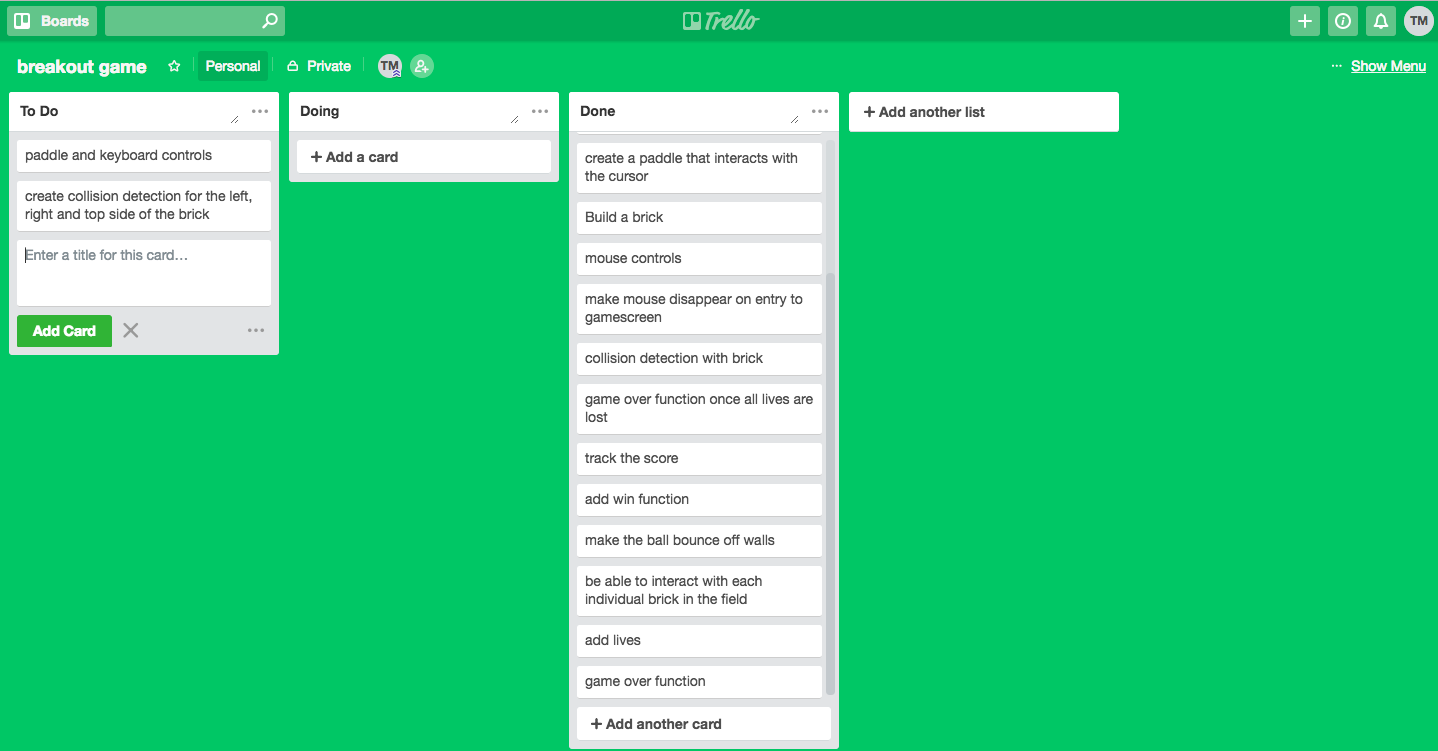 Boards
Trello
TM
breakout game
Personal
Private
TM
... Show Menu
To Do
paddle and keyboard controls
create collision detection for the left,
right and top side of the brick
Enter a title for this card...
Add Card
Doing
+ Add a card
Done
create a paddle that interacts with
the cursor
Build a brick
mouse controls
make mouse disappear on entry to
gamescreen
collision detection with brick
game over function once all lives are
lost
track the score
add win function
make the ball bounce off walls
be able to interact with each
individual brick in the field
add lives
game over function
+ Add another card
+ Add another list